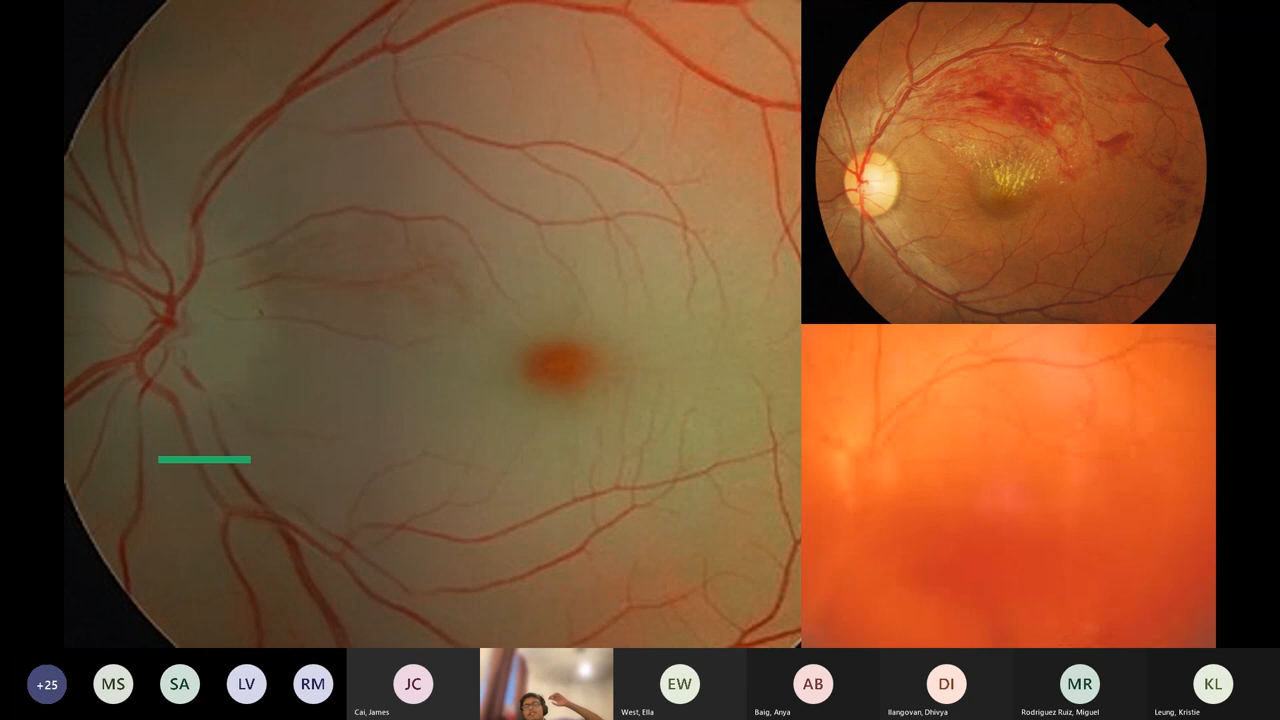 +25
MS
SA
LV
RM
JC
EW
AB
DI
MR
KL
Cai, James
West, Ella
Baig, Anya
Ilangovan, Dhivya
Rodriguez Ruiz, Miguel
Leung, Kristie